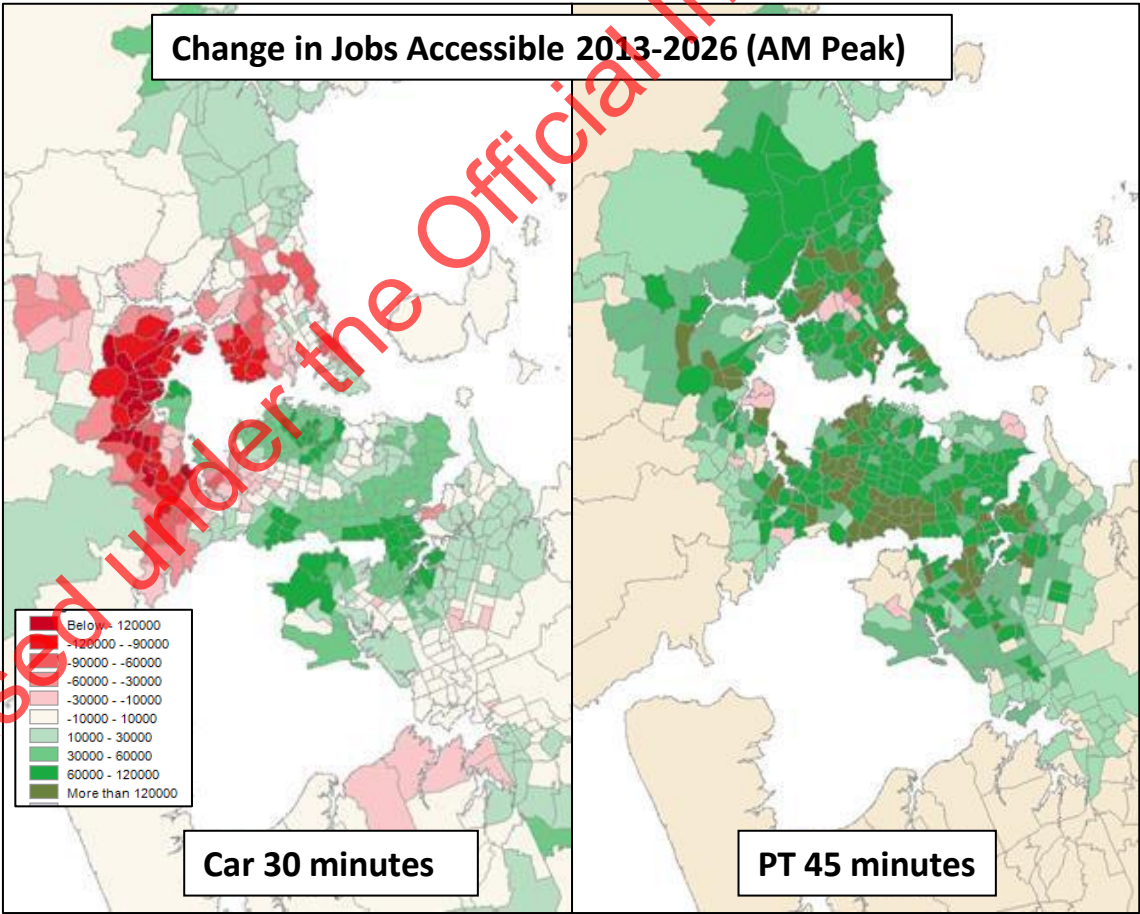 Change in Jobs Accessible 2013-2026 (AM Peak)
sed under the Official In
Below - 120000
-120000 - -90000
-90000 - -60000
-60000 - -30000
-30000 - -10000
-10000 - 10000
10000 - 30000
30000 - 60000
60000 - 120000
More than 120000
Car 30 minutes
PT 45 minutes